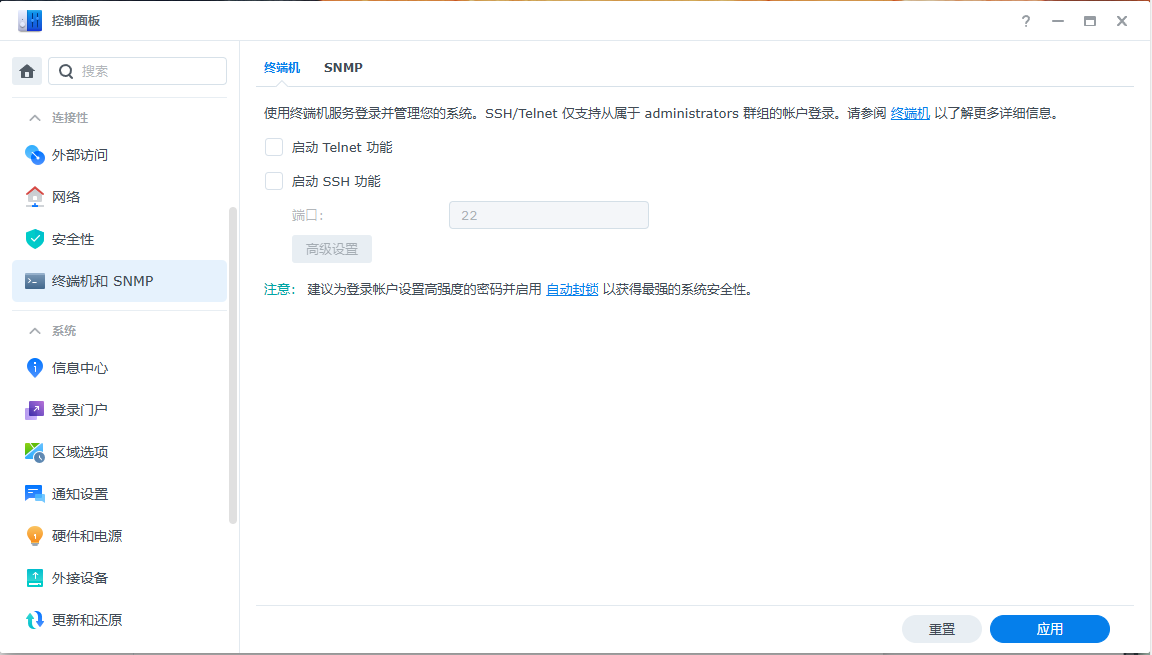 控制面板
搜索
连接性
外部访问
网络
安全性
终端机和 SNMP
系统
信息中心
登录门户
区域选项
通知设置
硬件和电源
外接设备
更新和还原
终端机 SNMP
使用终端机服务登录并管理您的系统。SSH/Telnet 仅支持从属于 administrators 群组的帐户登录。请参阅 终端机 以了解更多详细信息。
启动 Telnet 功能
启动 SSH 功能
端口: 22
高级设置
注意: 建议为登录帐户设置高强度的密码并启用 自动封锁 以获得最强的系统安全性。
重置 应用